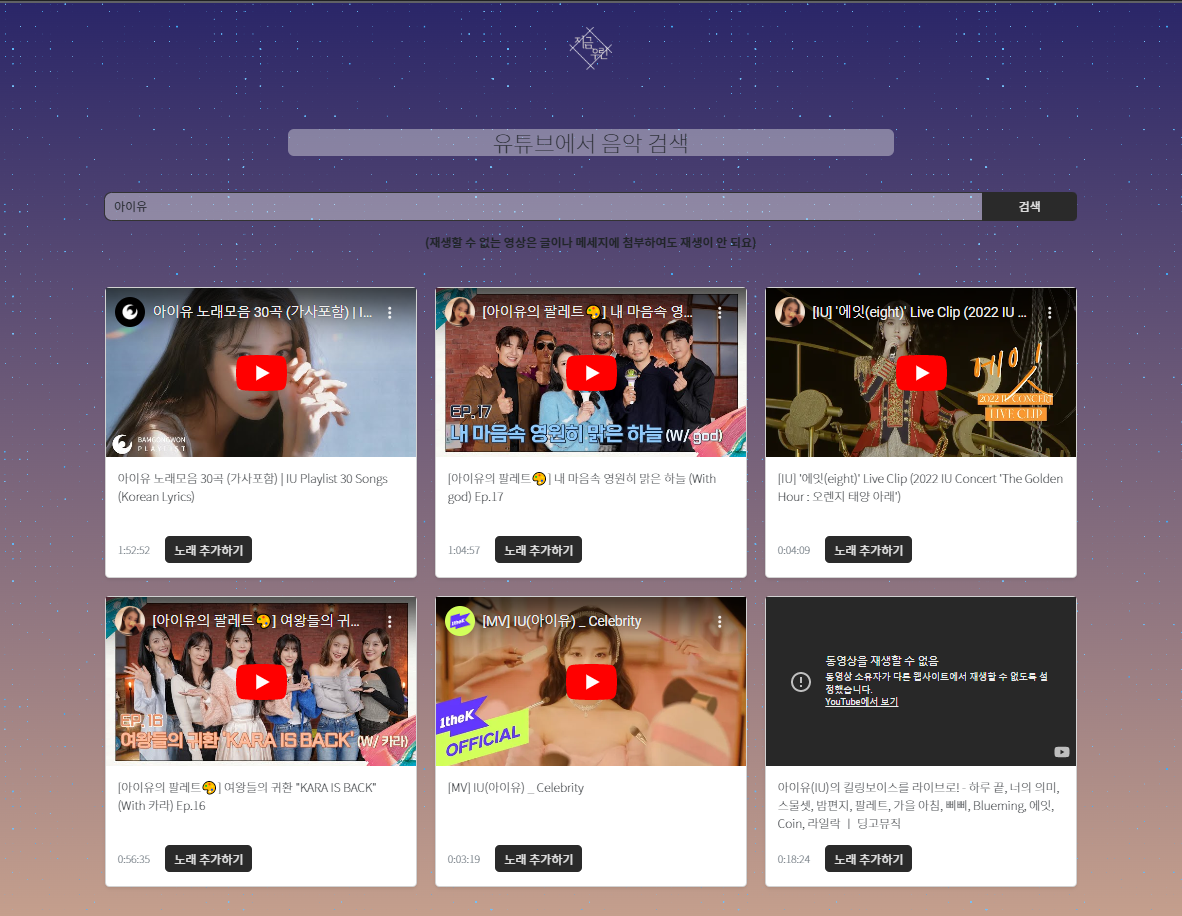 지금
우린
유튜브에서 음악 검색
아이유
검색
(재생할 수 없는 영상은 글이나 메세지에 첨부하여도 재생이 안 되요)
아이유 노래모음 30곡 (가사포함) | I...
BAMGONGWON
PLAYLIST
아이유 노래모음 30곡 (가사포함) | IU Playlist 30 Songs
(Korean Lyrics)
1:52:52
노래 추가하기
[아이유의 팔레트🎨] 내 마음속 영...
EP. 17
내 마음속 영원히 맑은 하늘 (W/ god)
[아이유의 팔레트🎨] 내 마음속 영원히 맑은 하늘 (With
god) Ep.17
1:04:57
노래 추가하기
[IU] '에잇(eight)' Live Clip (2022 IU ...
에잇
2022 IU CONCERT
LIVE CLIP
[IU] '에잇(eight)' Live Clip (2022 IU Concert 'The Golden
Hour : 오렌지 태양 아래')
0:04:09
노래 추가하기
[아이유의 팔레트🎨] 여왕들의 귀...
EP. 16
여왕들의 귀환 'KARA IS BACK' (W/ 카라)
[아이유의 팔레트🎨] 여왕들의 귀환 "KARA IS BACK"
(With 카라) Ep.16
0:56:35
노래 추가하기
1theK
[MV] IU(아이유) _ Celebrity
1theK
OFFICIAL
[MV] IU(아이유) _ Celebrity
0:03:19
노래 추가하기
동영상을 재생할 수 없음
동영상 소유자가 다른 웹사이트에서 재생할 수 없도록 설
정했습니다.
YouTube에서 보기
아이유(IU)의 킬링보이스를 라이브로! - 하루 끝, 너의 의미,
스물셋, 밤편지, 팔레트, 가을 아침, 삐삐, Blueming, 에잇,
Coin, 라일락 ㅣ 딩고뮤직
0:18:24
노래 추가하기